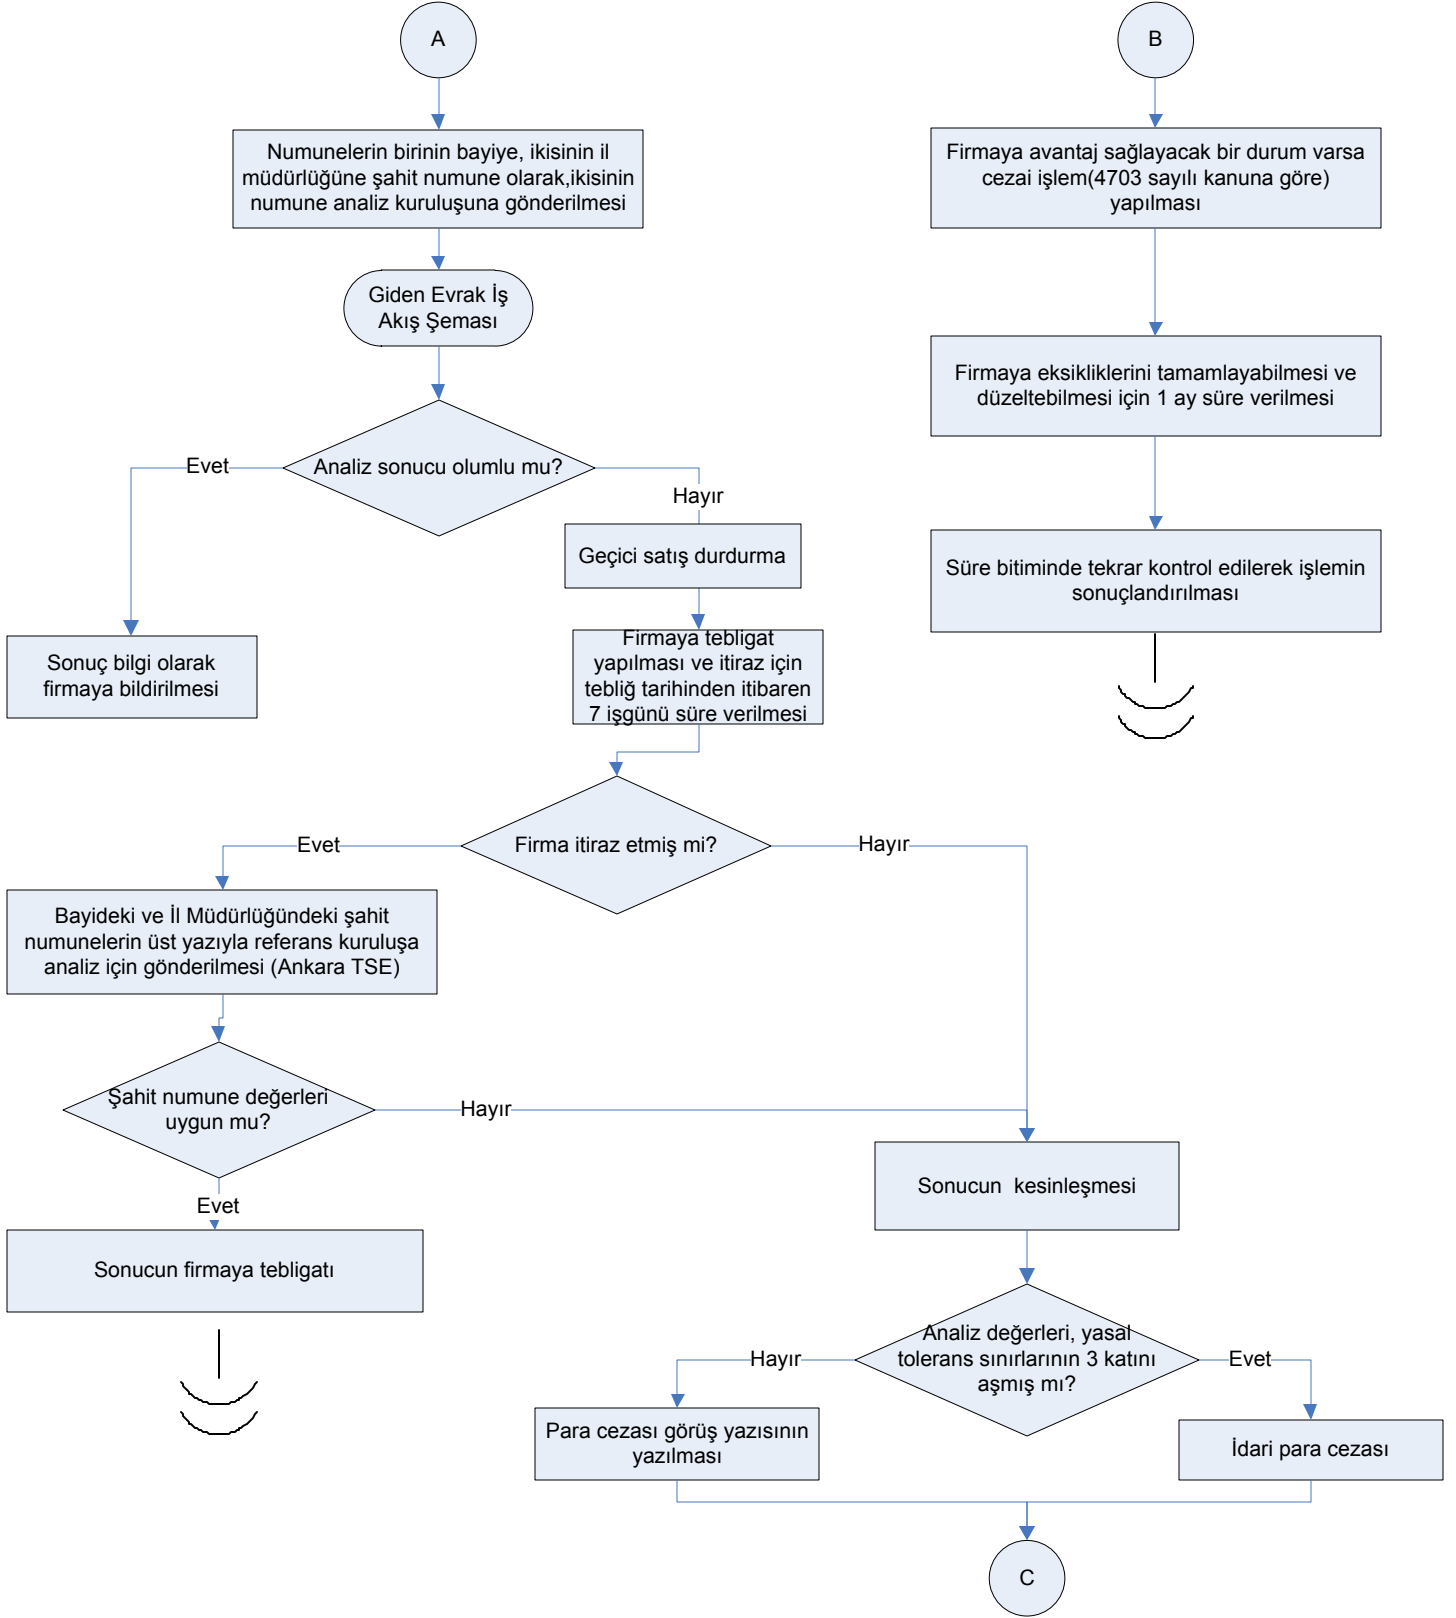 A
Numunelerin birinin bayiye, ikisinin il
müdürlüğüne şahit numune olarak,ikisinin
numune analiz kuruluşuna gönderilmesi
Giden Evrak İş
Akış Şeması
Analiz sonucu olumlu mu?
Evet
Hayır
Geçici satış durdurma
Sonuç bilgi olarak
firmaya bildirilmesi
Firmaya tebligat
yapılması ve itiraz için
tebliğ tarihinden itibaren
7 işgünü süre verilmesi
Firma itiraz etmiş mi?
Evet
Hayır
Bayideki ve İl Müdürlüğündeki şahit
numunelerin üst yazıyla referans kuruluşa
analiz için gönderilmesi (Ankara TSE)
Şahit numune değerleri
uygun mu?
Hayır
Evet
Sonucun firmaya tebligatı
Sonucun  kesinleşmesi
Analiz değerleri, yasal
tolerans sınırlarının 3 katını
aşmış mı?
Hayır
Evet
Para cezası görüş yazısının
yazılması
İdari para cezası
C
B
Firmaya avantaj sağlayacak bir durum varsa
cezai işlem(4703 sayılı kanuna göre)
yapılması
Firmaya eksikliklerini tamamlayabilmesi ve
düzeltebilmesi için 1 ay süre verilmesi
Süre bitiminde tekrar kontrol edilerek işlemin
sonuçlandırılması